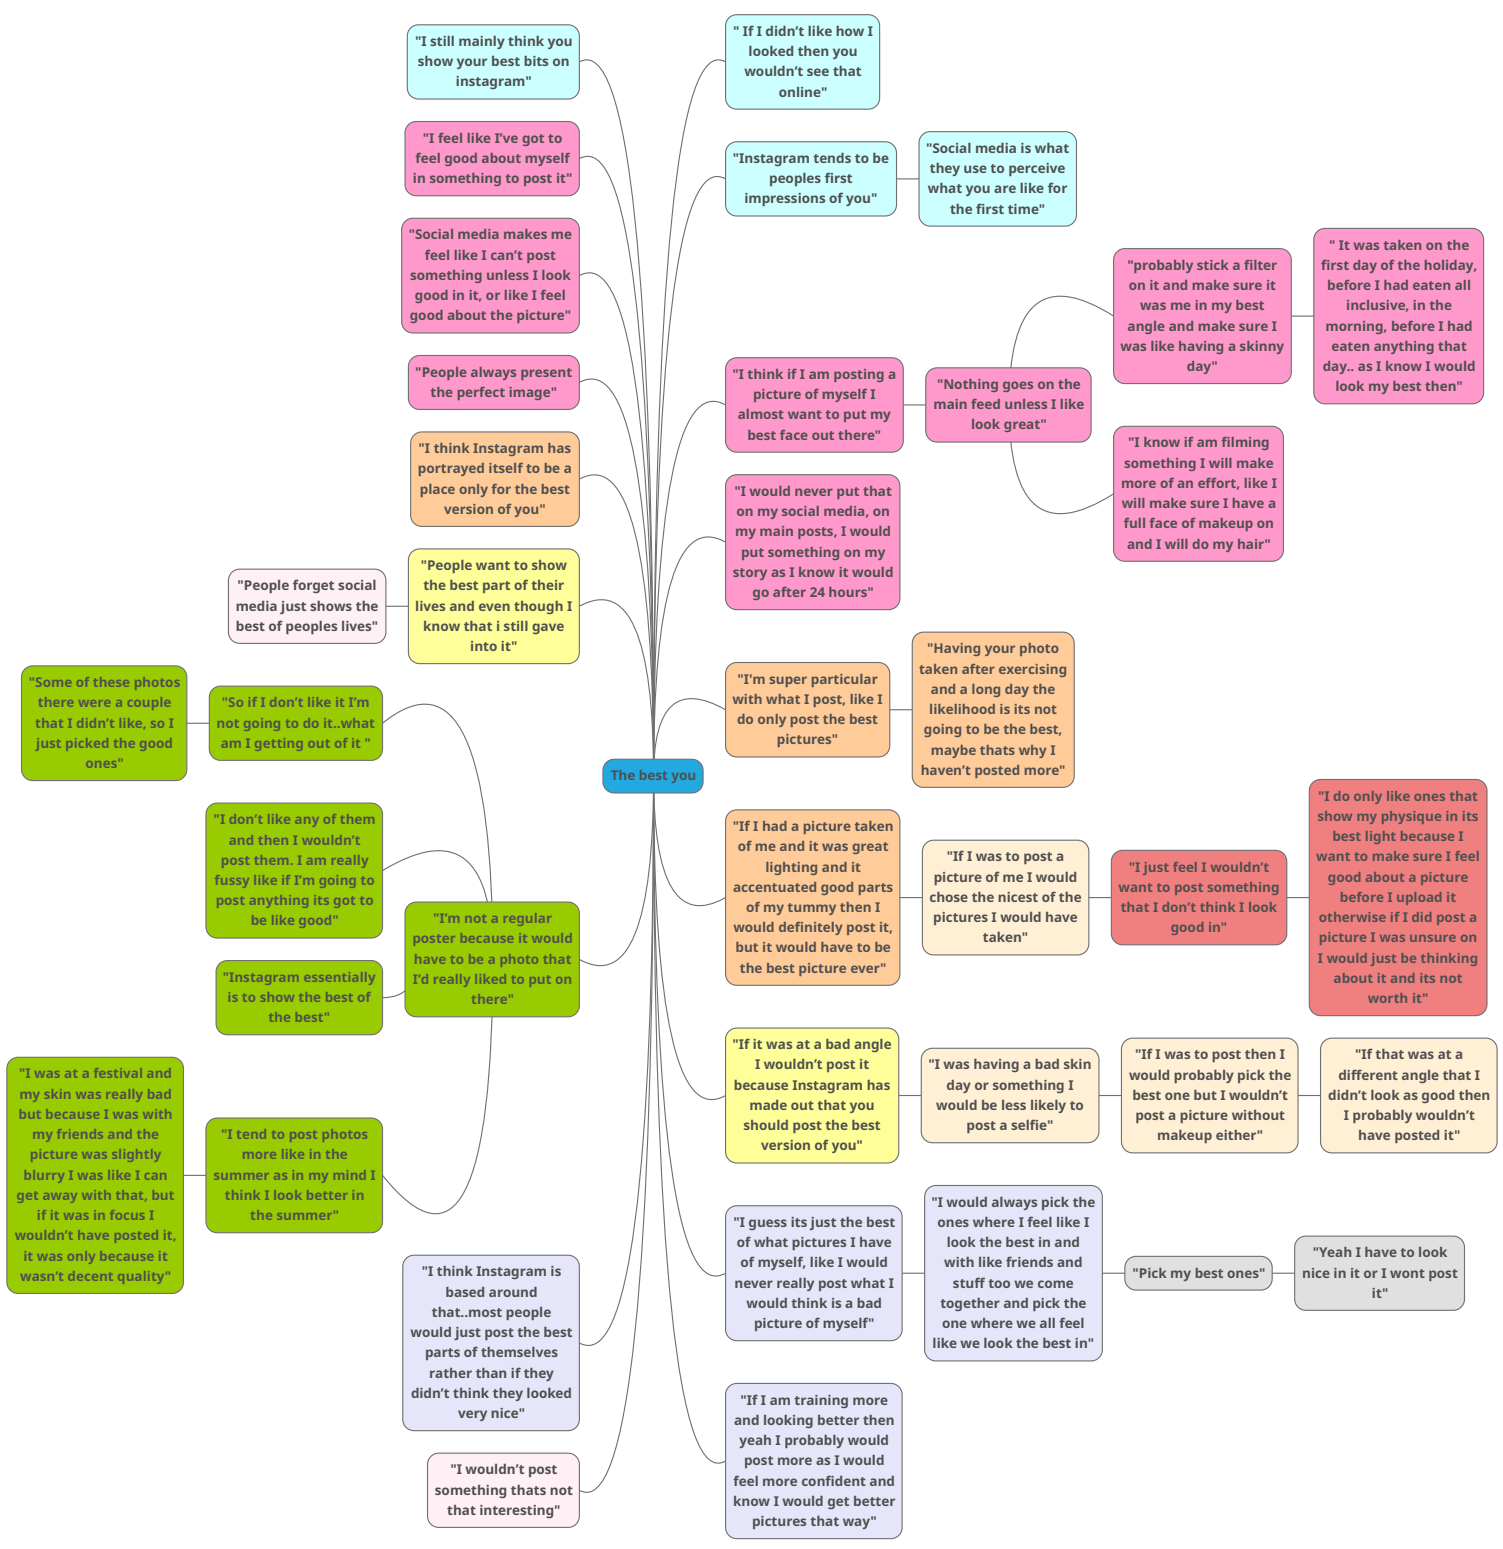 "I still mainly think you
show your best bits on
instagram"
"I feel like I’ve got to
feel good about myself
in something to post it"
"Social media makes me
feel like I can’t post
something unless I look
good in it, or like I feel
good about the picture"
"People always present
the perfect image"
"I think Instagram has
portrayed itself to be a
place only for the best
version of you"
"People want to show
the best part of their
lives and even though I
know that i still gave
into it"
"People forget social
media just shows the
best of peoples lives"
"I’m not a regular
poster because it would
have to be a photo that
I’d really liked to put on
there"
"So if I don’t like it I’m
not going to do it..what
am I getting out of it "
"Some of these photos
there were a couple
that I didn’t like, so I
just picked the good
ones"
"I don’t like any of them
and then I wouldn’t
post them. I am really
fussy like if I’m going to
post anything its got to
be like good"
"Instagram essentially
is to show the best of
the best"
"I tend to post photos
more like in the
summer as in my mind I
think I look better in
the summer"
"I was at a festival and
my skin was really bad
but because I was with
my friends and the
picture was slightly
blurry I was like I can
get away with that, but
if it was in focus I
wouldn’t have posted it,
it was only because it
wasn’t decent quality"
"I think Instagram is
based around
that..most people
would just post the best
parts of themselves
rather than if they
didn’t think they looked
very nice"
"I wouldn’t post
something thats not
that interesting"
The best you
" If I didn’t like how I
looked then you
wouldn’t see that
online"
"Instagram tends to be
peoples first
impressions of you"
"Social media is what
they use to perceive
what you are like for
the first time"
"I think if I am posting a
picture of myself I
almost want to put my
best face out there"
"Nothing goes on the
main feed unless I like
look great"
"probably stick a filter
on it and make sure it
was me in my best
angle and make sure I
was like having a skinny
day"
" It was taken on the
first day of the holiday,
before I had eaten all
inclusive, in the
morning, before I had
eaten anything that
day.. as I know I would
look my best then"
"I know if am filming
something I will make
more of an effort, like I
will make sure I have a
full face of makeup on
and I will do my hair"
"I would never put that
on my social media, on
my main posts, I would
put something on my
story as I know it would
go after 24 hours"
"I'm super particular
with what I post, like I
do only post the best
pictures"
"Having your photo
taken after exercising
and a long day the
likelihood is its not
going to be the best,
maybe thats why I
haven’t posted more"
"If I had a picture taken
of me and it was great
lighting and it
accentuated good parts
of my tummy then I
would definitely post it,
but it would have to be
the best picture ever"
"If I was to post a
picture of me I would
chose the nicest of the
pictures I would have
taken"
"I just feel I wouldn’t
want to post something
that I don’t think I look
good in"
"I do only like ones that
show my physique in its
best light because I
want to make sure I feel
good about a picture
before I upload it
otherwise if I did post a
picture I was unsure on
I would just be thinking
about it and its not
worth it"
"If it was at a bad angle
I wouldn’t post it
because Instagram has
made out that you
should post the best
version of you"
"I was having a bad skin
day or something I
would be less likely to
post a selfie"
"If I was to post then I
would probably pick the
best one but I wouldn’t
post a picture without
makeup either"
"If that was at a
different angle that I
didn’t look as good then
I probably wouldn’t
have posted it"
"I guess its just the best
of what pictures I have
of myself, like I would
never really post what I
would think is a bad
picture of myself"
"I would always pick the
ones where I feel like I
look the best in and
with like friends and
stuff too we come
together and pick the
one where we all feel
like we look the best in"
"Pick my best ones"
"Yeah I have to look
nice in it or I wont post
it"
"If I am training more
and looking better then
yeah I probably would
post more as I would
feel more confident and
know I would get better
pictures that way"